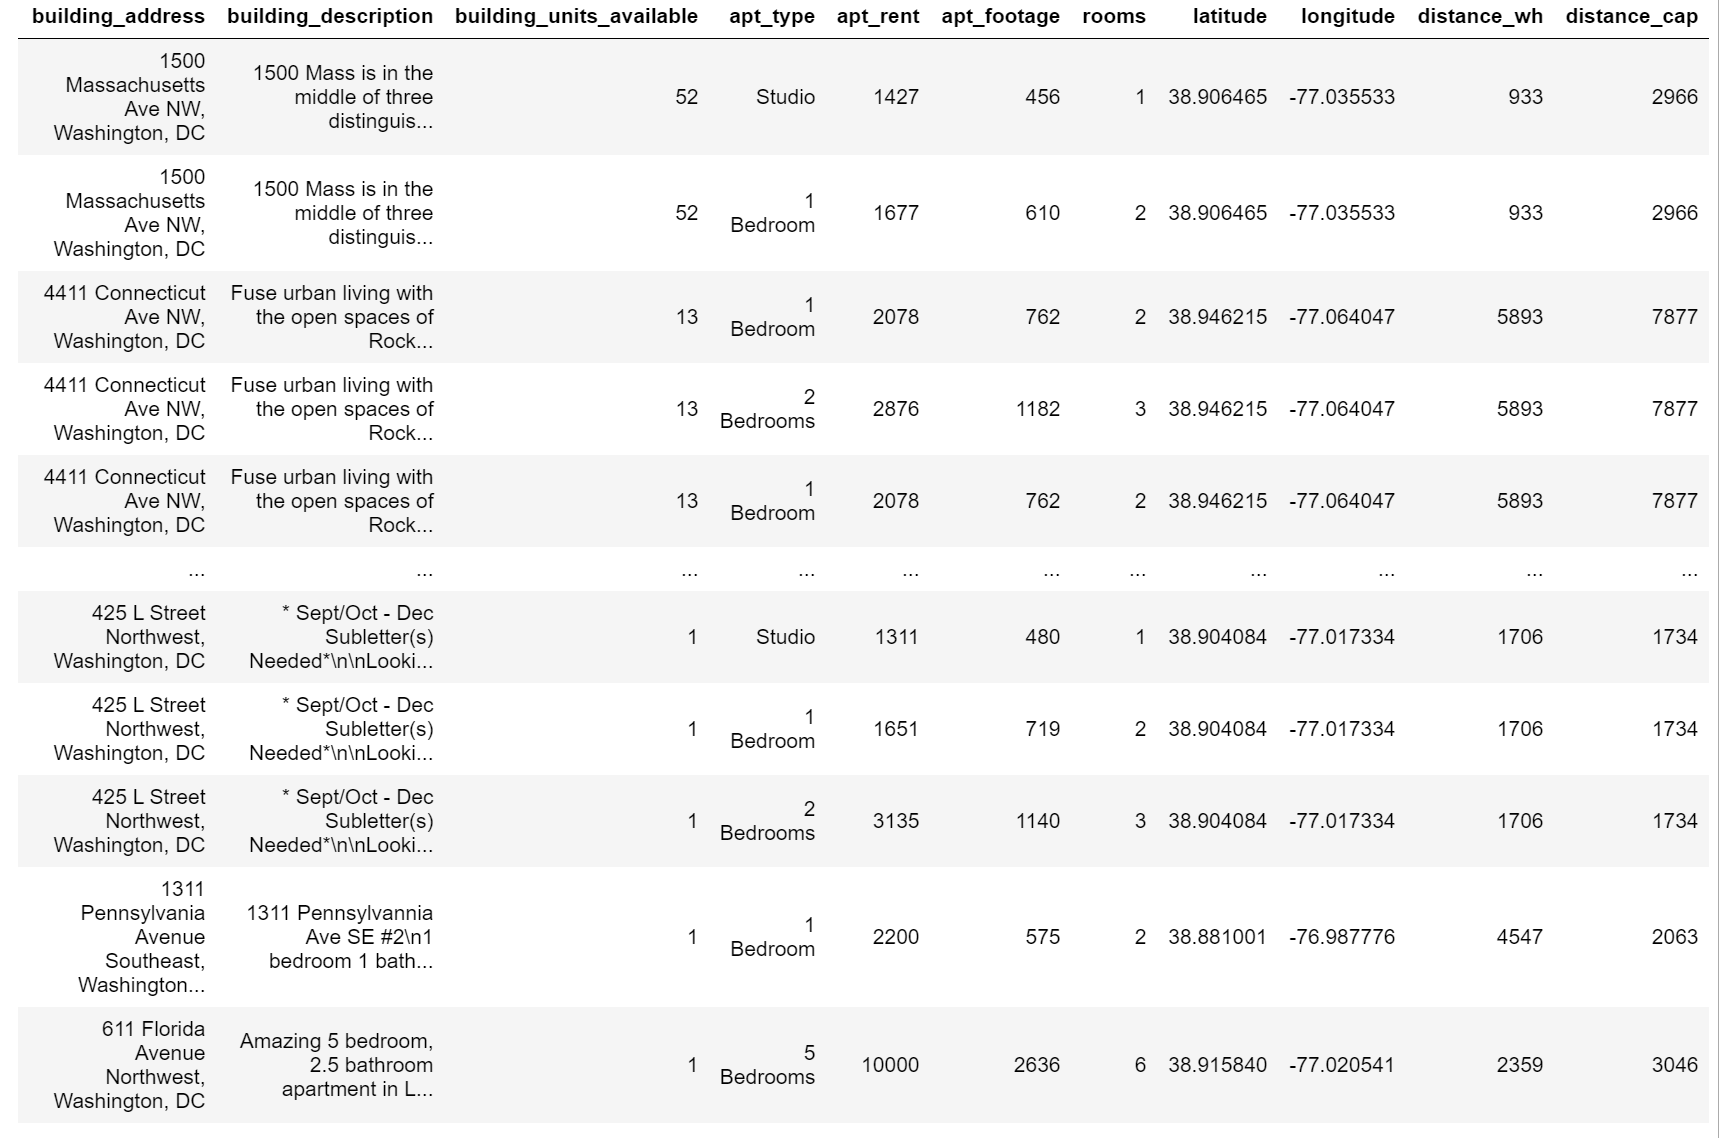 building_address building_description building_units_available apt_type apt_rent apt_footage rooms latitude longitude distance_wh distance_cap
1500
Massachusetts
Ave NW,
Washington, DC
1500 Mass is in the
middle of three
distinguis...
52 Studio 1427 456 1 38.906465 -77.035533 933 2966
1500
Massachusetts
Ave NW,
Washington, DC
1500 Mass is in the
middle of three
distinguis...
52
1
Bedroom
1677 610 2 38.906465 -77.035533 933 2966
4411 Connecticut
Ave NW,
Washington, DC
Fuse urban living with
the open spaces of
Rock...
13
1
Bedroom
2078 762 2 38.946215 -77.064047 5893 7877
4411 Connecticut
Ave NW,
Washington, DC
Fuse urban living with
the open spaces of
Rock...
13
2
Bedrooms
2876 1182 3 38.946215 -77.064047 5893 7877
4411 Connecticut
Ave NW,
Washington, DC
Fuse urban living with
the open spaces of
Rock...
13
1
Bedroom
2078 762 2 38.946215 -77.064047 5893 7877
... ... ... ... ... ... ... ... ... ... ...
425 L Street
Northwest,
Washington, DC
* Sept/Oct - Dec
Subletter(s)
Needed*\n\nLooki...
1 Studio 1311 480 1 38.904084 -77.017334 1706 1734
425 L Street
Northwest,
Washington, DC
* Sept/Oct - Dec
Subletter(s)
Needed*\n\nLooki...
1
1
Bedroom
1651 719 2 38.904084 -77.017334 1706 1734
425 L Street
Northwest,
Washington, DC
* Sept/Oct - Dec
Subletter(s)
Needed*\n\nLooki...
1
2
Bedrooms
3135 1140 3 38.904084 -77.017334 1706 1734
1311
Pennsylvania
Avenue
Southeast,
Washington...
1311 Pennsylvannia
Ave SE #2\n1
bedroom 1 bath...
1
1
Bedroom
2200 575 2 38.881001 -76.987776 4547 2063
611 Florida
Avenue
Northwest,
Washington, DC
Amazing 5 bedroom,
2.5 bathroom
apartment in L...
1
5
Bedrooms
10000 2636 6 38.915840 -77.020541 2359 3046